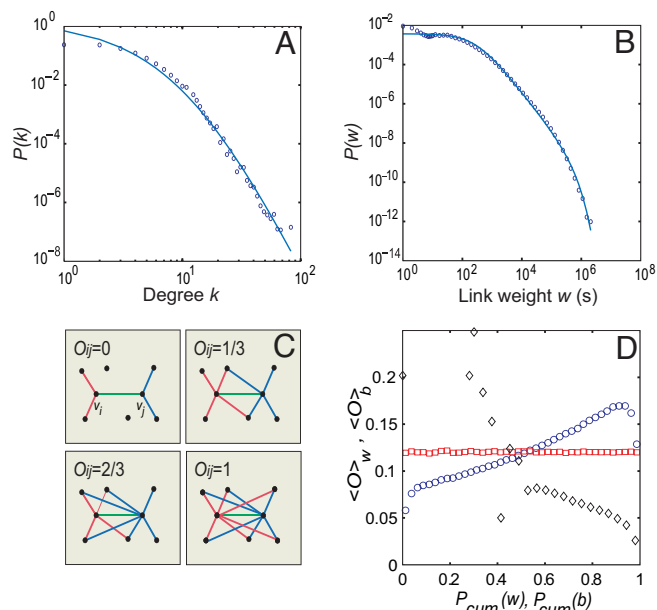 A
10^0
10^-2
10^-4
10^-6
10^-8
P(k)
10^0
10^1
10^2
Degree k
B
10^-2
10^-4
10^-6
10^-8
10^-10
10^-12
10^-14
P(w)
10^0
10^2
10^4
10^6
10^8
Link weight w (s)
C
O_ij=0
v_i
v_j
O_ij=1/3
O_ij=2/3
O_ij=1
D
0.2
0.15
0.1
0.05
0
<O>_w , <O>_b
0
0.2
0.4
0.6
0.8
1
P_cum(w), P_cum(b)